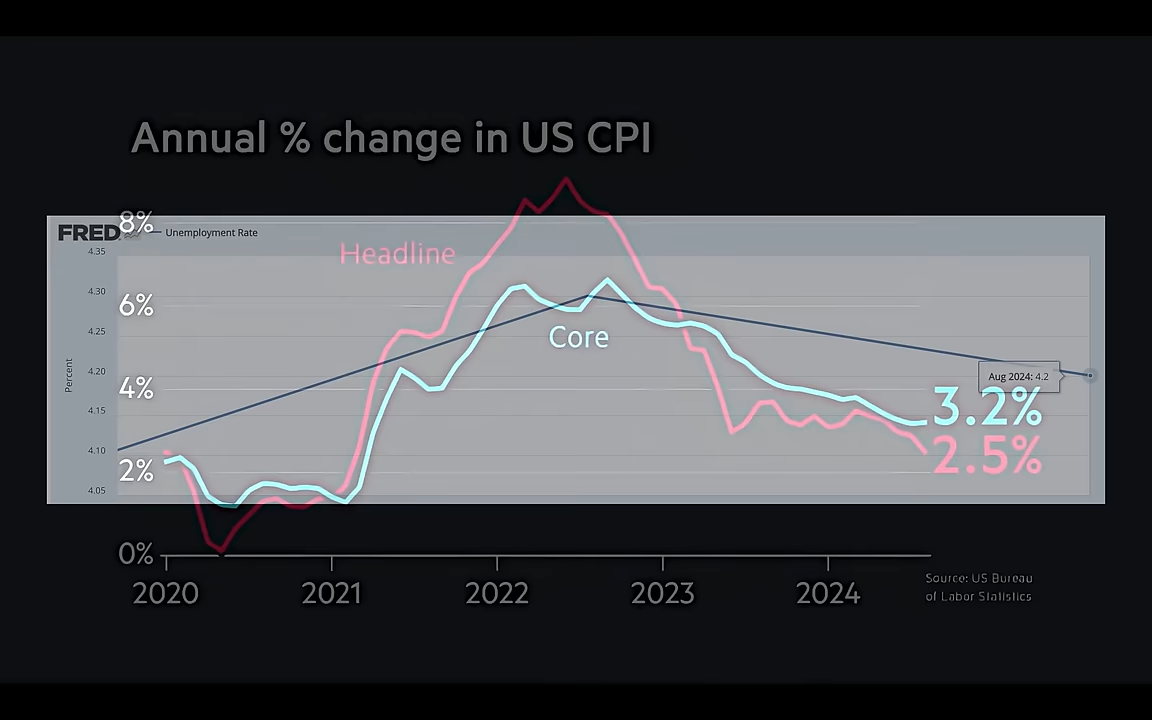 Annual % change in US CPI
8%
FRED
Unemployment Rate
4.35
Headline
4.30
6%
4.25
Core
4.20
Percent
Aug 2024: 4.2
4%
3.2%
4.15
4.10
2.5%
2%
4.05
0%
2020 2021 2022 2023 2024
Source: US Bureau
of Labor Statistics